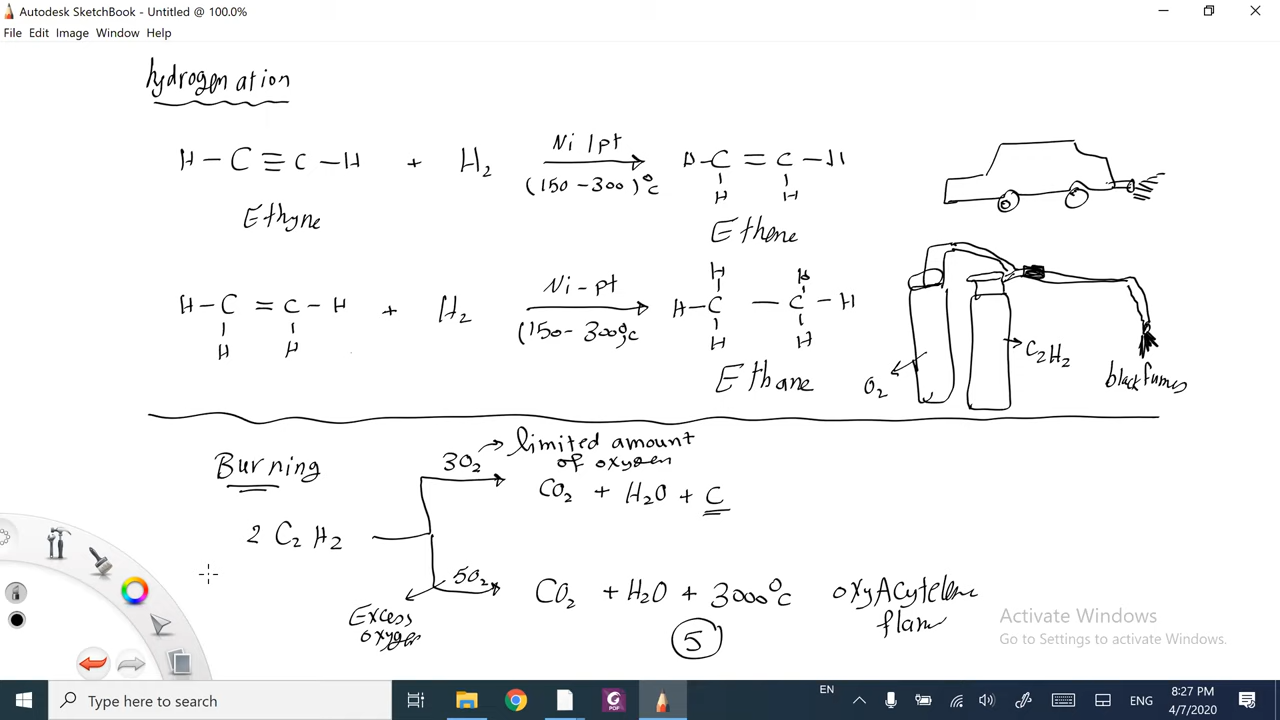 Autodesk SketchBook - Untitled @ 100.0%
File Edit Image Window Help
hydrogenation
H-C≡C-H + H2 Ni/pt (150-300)°C H-C=C-H
H H
Ethyne
Ethene
H-C=C-H + H2 Ni-pt (150-300°C H-C-C-H
H H
H H
H H
Ethane
O2
C2H2
black fumes
Burning
3O2 → limited amount
of oxygen
CO2 + H2O + C
2 C2H2
5O2
Excess
oxygen
CO2 + H2O + 3000°C oxyAcytelene
flam
5
Activate Windows
Go to Settings to activate Windows.
Type here to search
PDF
EN
ENG
8:27 PM
4/7/2020